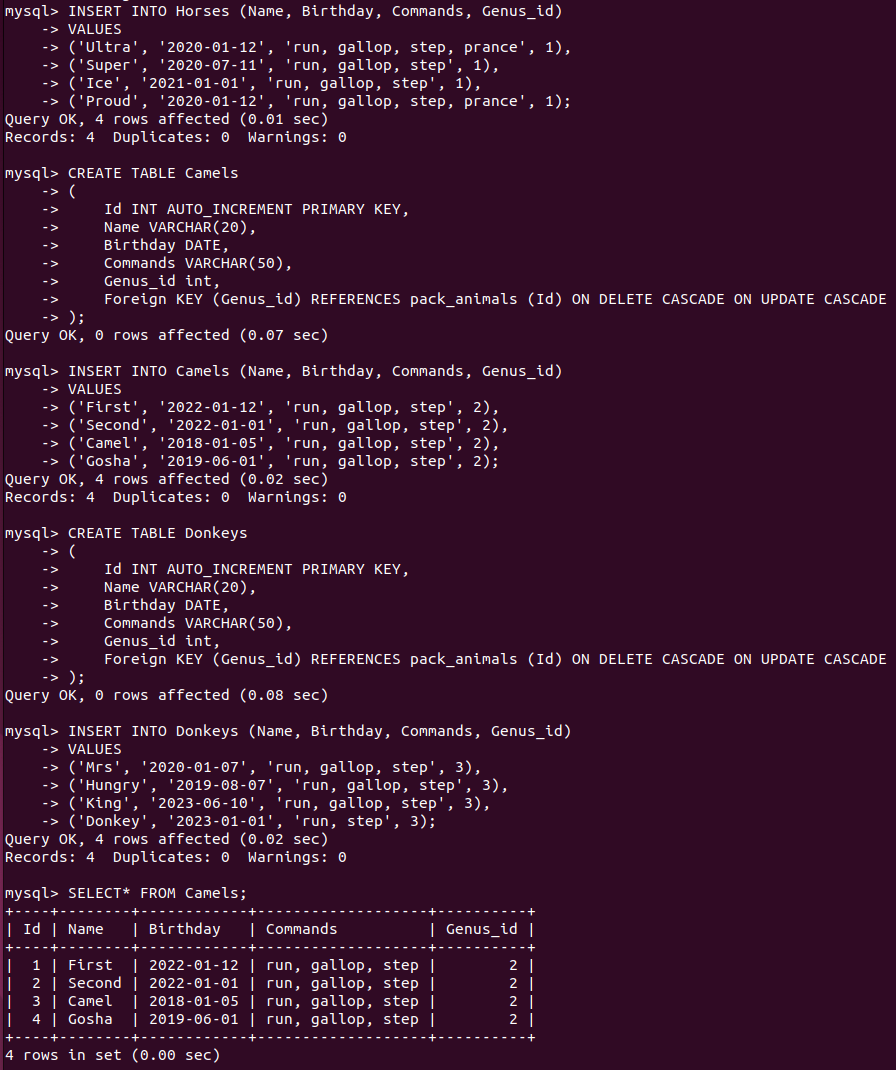 mysql> INSERT INTO Horses (Name, Birthday, Commands, Genus_id)
    -> VALUES
    -> ('Ultra', '2020-01-12', 'run, gallop, step, prance', 1),
    -> ('Super', '2020-07-11', 'run, gallop, step', 1),
    -> ('Ice', '2021-01-01', 'run, gallop, step', 1),
    -> ('Proud', '2020-01-12', 'run, gallop, step, prance', 1);
Query OK, 4 rows affected (0.01 sec)
Records: 4  Duplicates: 0  Warnings: 0

mysql> CREATE TABLE Camels
    -> (
    ->     Id INT AUTO_INCREMENT PRIMARY KEY,
    ->     Name VARCHAR(20),
    ->     Birthday DATE,
    ->     Commands VARCHAR(50),
    ->     Genus_id int,
    ->     Foreign KEY (Genus_id) REFERENCES pack_animals (Id) ON DELETE CASCADE ON UPDATE CASCADE
    -> );
Query OK, 0 rows affected (0.07 sec)

mysql> INSERT INTO Camels (Name, Birthday, Commands, Genus_id)
    -> VALUES
    -> ('First', '2022-01-12', 'run, gallop, step', 2),
    -> ('Second', '2022-01-01', 'run, gallop, step', 2),
    -> ('Camel', '2018-01-05', 'run, gallop, step', 2),
    -> ('Gosha', '2019-06-01', 'run, gallop, step', 2);
Query OK, 4 rows affected (0.02 sec)
Records: 4  Duplicates: 0  Warnings: 0

mysql> CREATE TABLE Donkeys
    -> (
    ->     Id INT AUTO_INCREMENT PRIMARY KEY,
    ->     Name VARCHAR(20),
    ->     Birthday DATE,
    ->     Commands VARCHAR(50),
    ->     Genus_id int,
    ->     Foreign KEY (Genus_id) REFERENCES pack_animals (Id) ON DELETE CASCADE ON UPDATE CASCADE
    -> );
Query OK, 0 rows affected (0.08 sec)

mysql> INSERT INTO Donkeys (Name, Birthday, Commands, Genus_id)
    -> VALUES
    -> ('Mrs', '2020-01-07', 'run, gallop, step', 3),
    -> ('Hungry', '2019-08-07', 'run, gallop, step', 3),
    -> ('King', '2023-06-10', 'run, gallop, step', 3),
    -> ('Donkey', '2023-01-01', 'run, step', 3);
Query OK, 4 rows affected (0.02 sec)
Records: 4  Duplicates: 0  Warnings: 0

mysql> SELECT* FROM Camels;
+----+--------+------------+-------------------+----------+
| Id | Name   | Birthday   | Commands          | Genus_id |
+----+--------+------------+-------------------+----------+
|  1 | First  | 2022-01-12 | run, gallop, step |        2 |
|  2 | Second | 2022-01-01 | run, gallop, step |        2 |
|  3 | Camel  | 2018-01-05 | run, gallop, step |        2 |
|  4 | Gosha  | 2019-06-01 | run, gallop, step |        2 |
+----+--------+------------+-------------------+----------+
4 rows in set (0.00 sec)